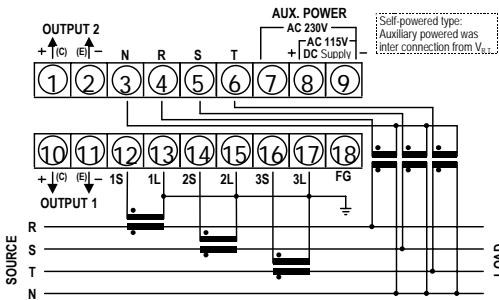 AUX. POWER
OUTPUT 2
AC 230V
Self-powered type:
Auxiliary powered was
inter connection from V R.T.
+ (C) (E) −
N R S T
+ AC 115V −
DC Supply
1 2 3 4 5 6 7 8 9
10 11 12 13 14 15 16 17 18
+ (C) (E) − 1S 1L 2S 2L 3S 3L FG
OUTPUT 1
R
S
T
N
SOURCE
LOAD